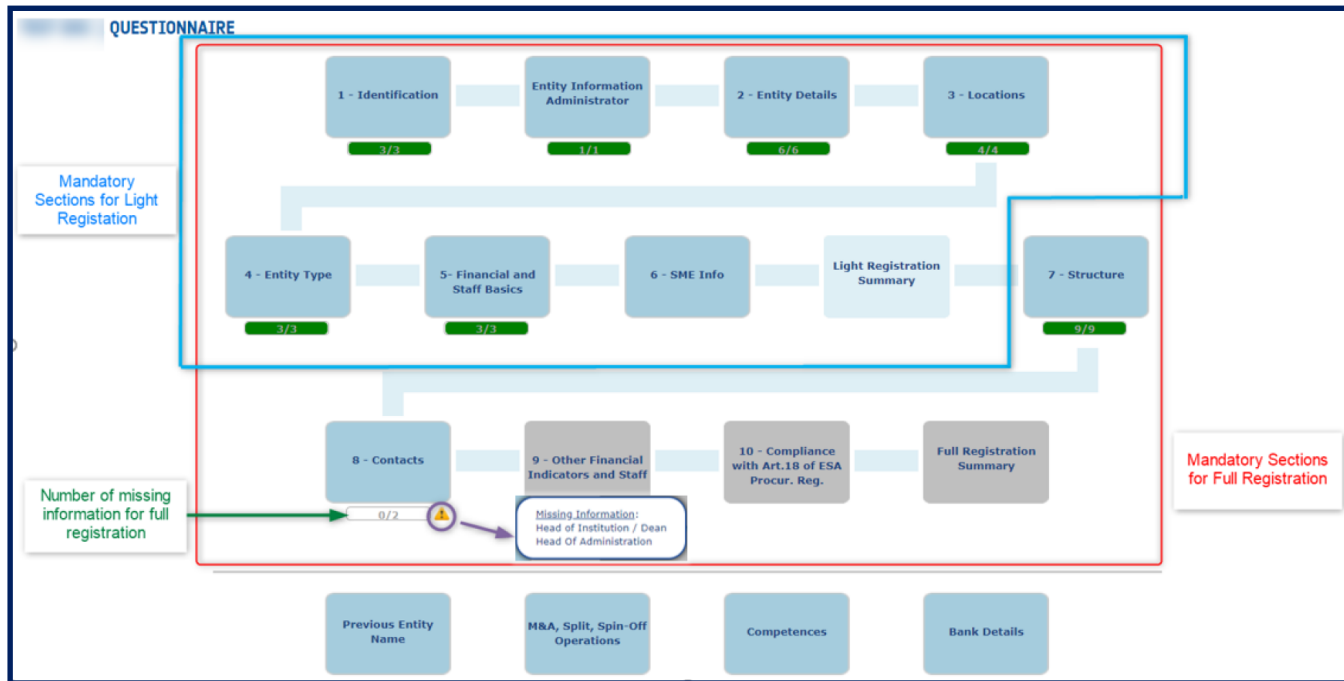 QUESTIONNAIRE
1 - Identification
3/3
Entity Information
Administrator
1/1
2 - Entity Details
6/6
3 - Locations
4/4
Mandatory
Sections for Light
Registation
4 - Entity Type
3/3
5- Financial and
Staff Basics
3/3
6 - SME Info
Light Registration
Summary
7 - Structure
9/9
8 - Contacts
0/2
9 - Other Financial
Indicators and Staff
10 - Compliance
with Art.18 of ESA
Procur. Reg.
Full Registration
Summary
Mandatory Sections
for Full Registration
Number of missing
information for full
registration
Missing Information:
Head of Institution / Dean
Head Of Administration
Previous Entity
Name
M&A, Split, Spin-Off
Operations
Competences
Bank Details